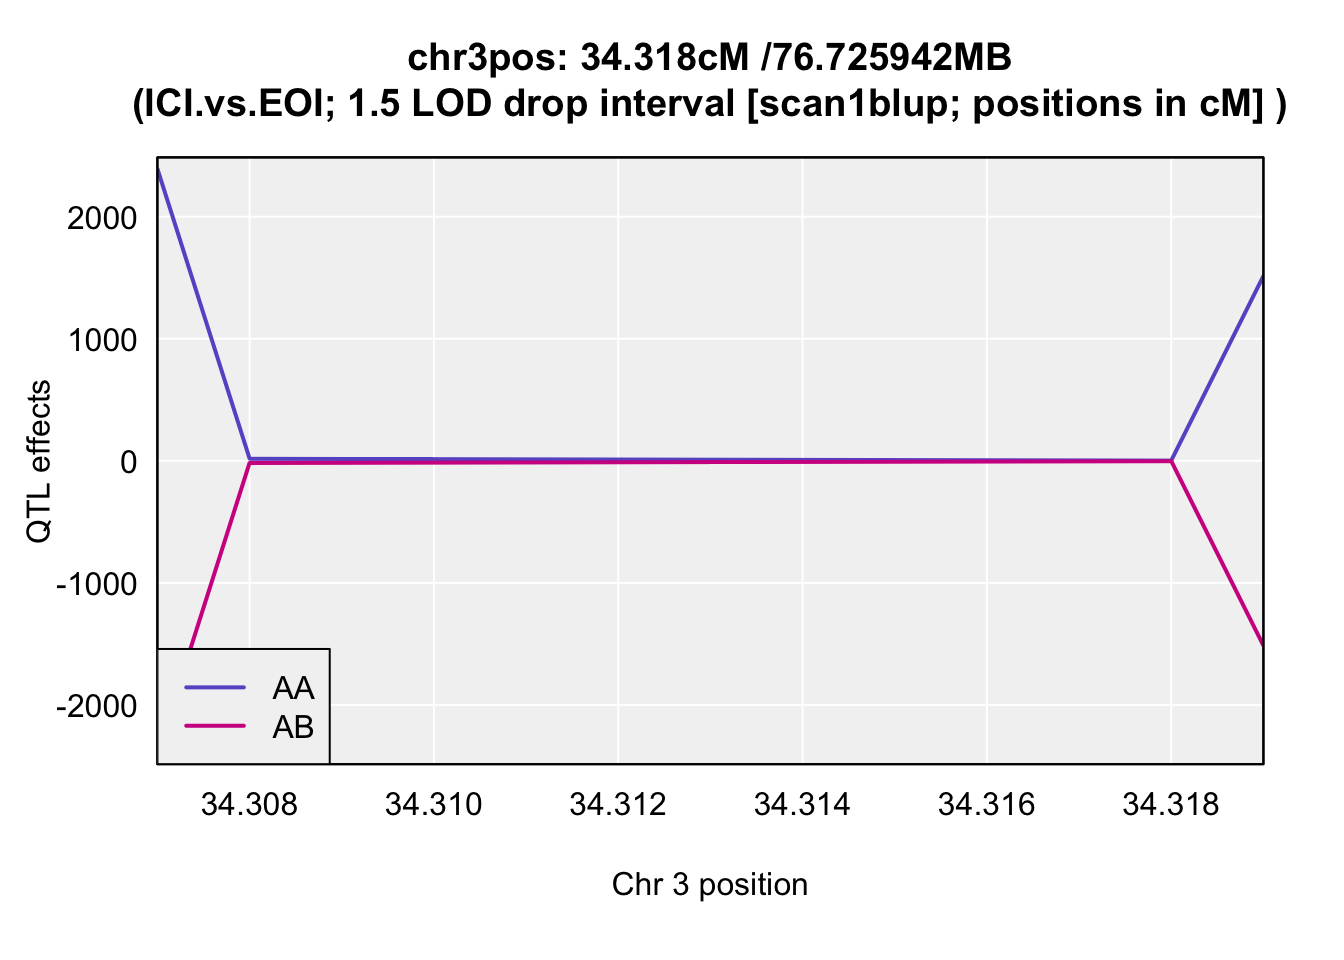 chr3pos: 34.318cM /76.725942MB
(ICI.vs.EOI; 1.5 LOD drop interval [scan1blup; positions in cM] )
QTL effects
2000
1000
0
-1000
-2000
AA
AB
34.308 34.310 34.312 34.314 34.316 34.318
Chr 3 position